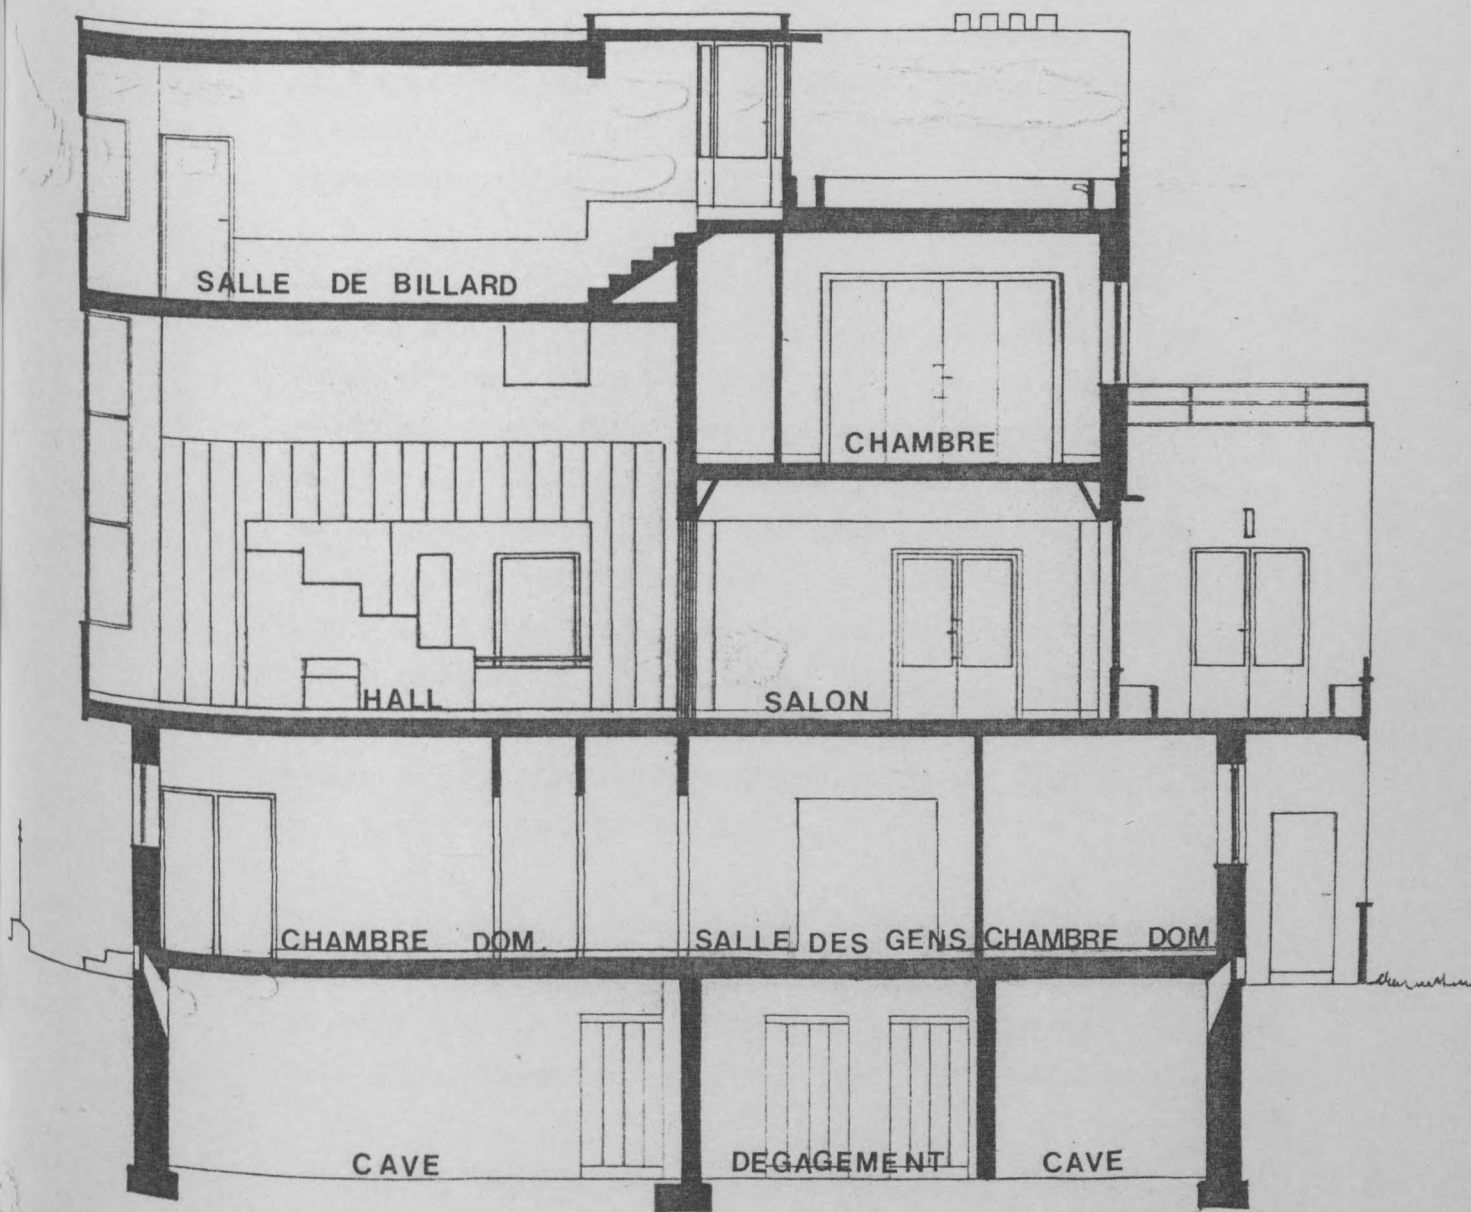 SALLE DE BILLARD
CHAMBRE
HALL
SALON
CHAMBRE DOM.
SALLE DES GENS
CHAMBRE DOM.
CAVE
DEGAGEMENT
CAVE